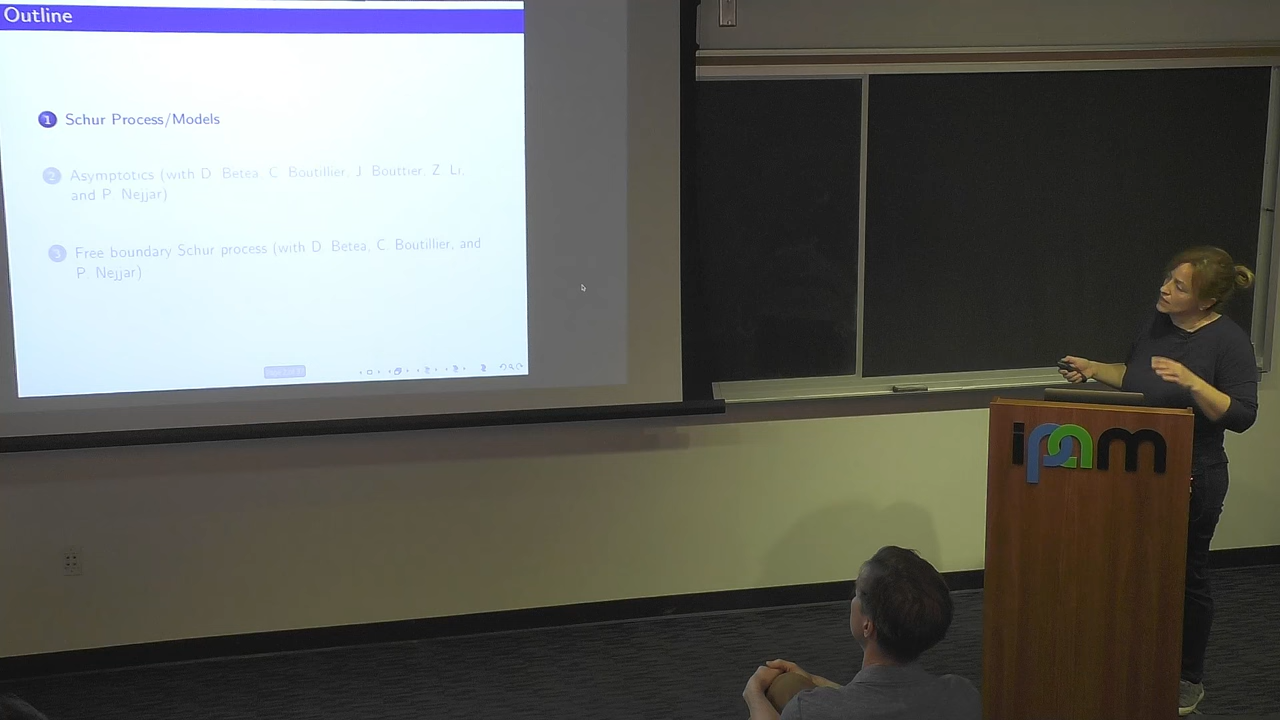 Outline
1 Schur Process/Models
2 Asymptotics (with D. Betea, C. Boutillier, J. Bouttier, Z. Li,
and P. Nejjar)
3 Free boundary Schur process (with D. Betea, C. Boutillier, and
P. Nejjar)
ipam